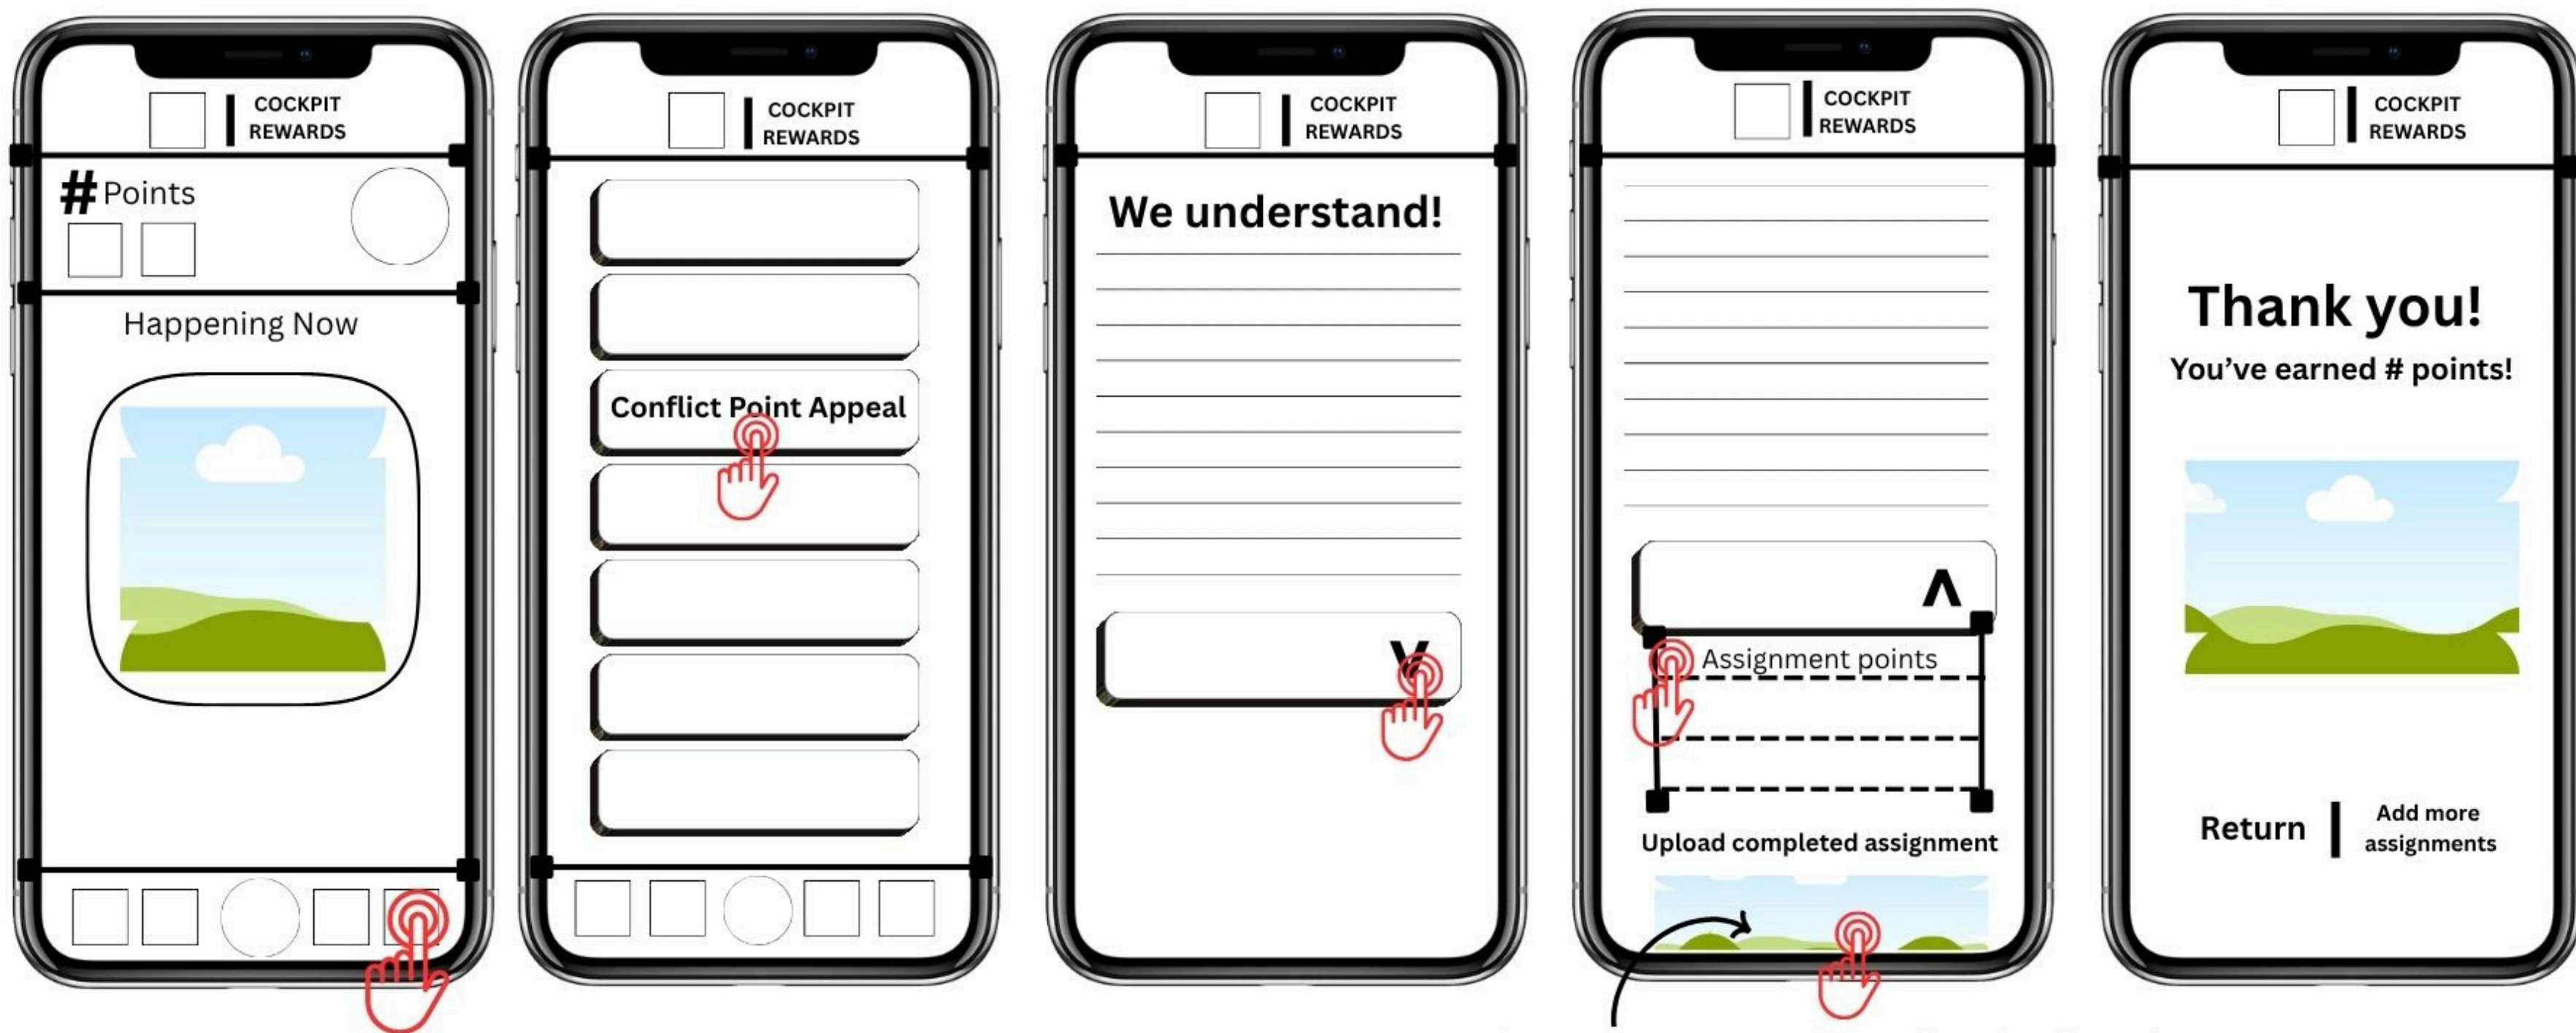 COCKPIT
REWARDS
# Points
Happening Now
COCKPIT
REWARDS
Conflict Point Appeal
COCKPIT
REWARDS
We understand!
V
COCKPIT
REWARDS
Λ
Assignment points
Upload completed assignment
COCKPIT
REWARDS
Thank you!
You’ve earned # points!
Return
Add more
assignments